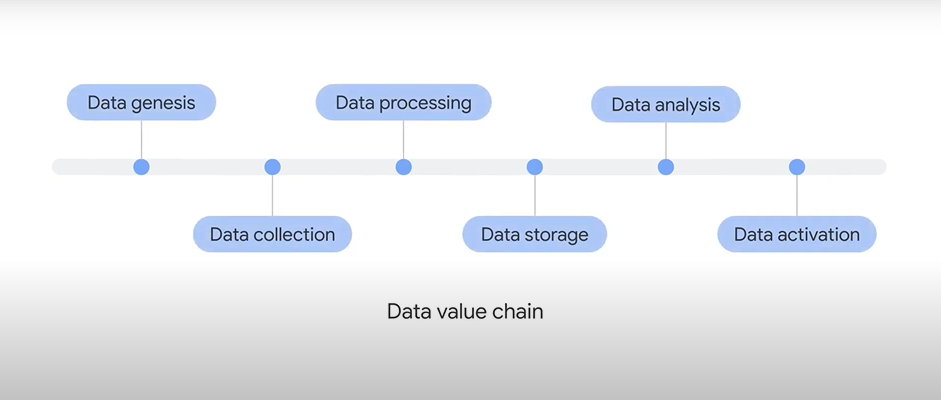 Data genesis
Data collection
Data processing
Data storage
Data analysis
Data activation
Data value chain